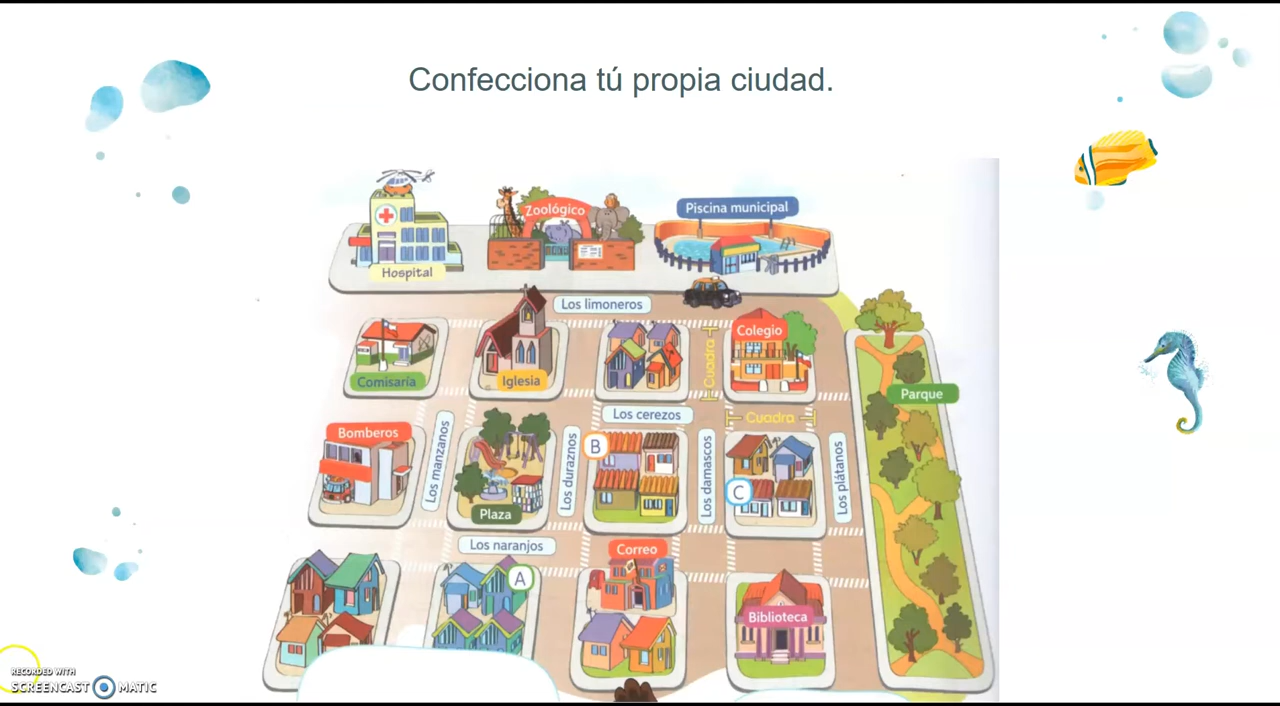 Confecciona tú propia ciudad.
Hospital
Zoológico
Piscina municipal
Los limoneros
Comisaría
Iglesia
Cuadra
Colegio
Parque
Los cerezos
Cuadra
Bomberos
Los manzanos
Plaza
Los duraznos
B
Los damascos
C
Los plátanos
Los naranjos
A
Correo
Biblioteca
RECORDED WITH
SCREENCAST MATIC